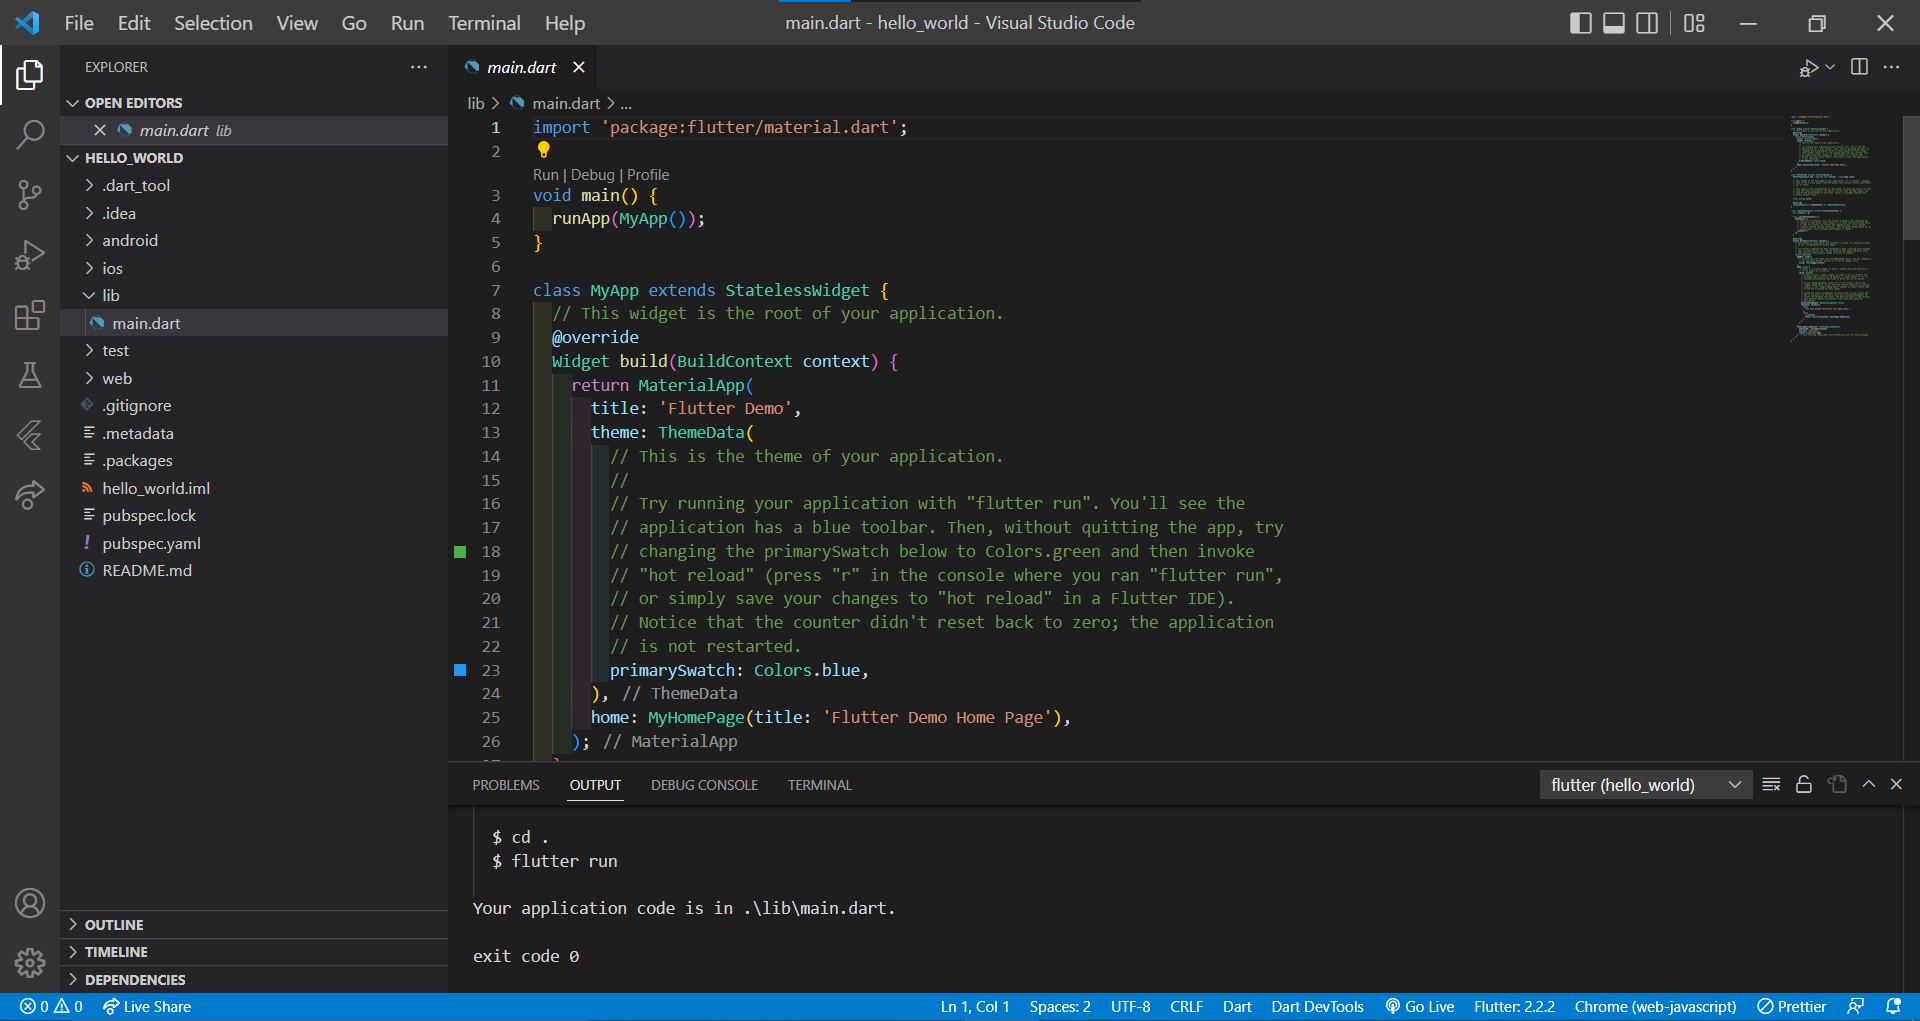 File Edit Selection View Go Run Terminal Help
main.dart - hello_world - Visual Studio Code
EXPLORER
OPEN EDITORS
main.dart lib
HELLO_WORLD
.dart_tool
.idea
android
ios
lib
main.dart
test
web
.gitignore
.metadata
.packages
hello_world.iml
pubspec.lock
pubspec.yaml
README.md
OUTLINE
TIMELINE
DEPENDENCIES
main.dart
lib > main.dart > ...
1 import 'package:flutter/material.dart';
2
Run | Debug | Profile
3 void main() {
4 runApp(MyApp());
5 }
6
7 class MyApp extends StatelessWidget {
8 // This widget is the root of your application.
9 @override
10 Widget build(BuildContext context) {
11 return MaterialApp(
12 title: 'Flutter Demo',
13 theme: ThemeData(
14 // This is the theme of your application.
15 //
16 // Try running your application with "flutter run". You'll see the
17 // application has a blue toolbar. Then, without quitting the app, try
18 // changing the primarySwatch below to Colors.green and then invoke
19 // "hot reload" (press "r" in the console where you ran "flutter run",
20 // or simply save your changes to "hot reload" in a Flutter IDE).
21 // Notice that the counter didn't reset back to zero; the application
22 // is not restarted.
23 primarySwatch: Colors.blue,
24 ), // ThemeData
25 home: MyHomePage(title: 'Flutter Demo Home Page'),
26 ); // MaterialApp
PROBLEMS OUTPUT DEBUG CONSOLE TERMINAL
flutter (hello_world)
$ cd .
$ flutter run
Your application code is in .\lib\main.dart.
exit code 0
0 0 Live Share
Ln 1, Col 1 Spaces: 2 UTF-8 CRLF Dart Dart DevTools Go Live Flutter: 2.2.2 Chrome (web-javascript) Prettier